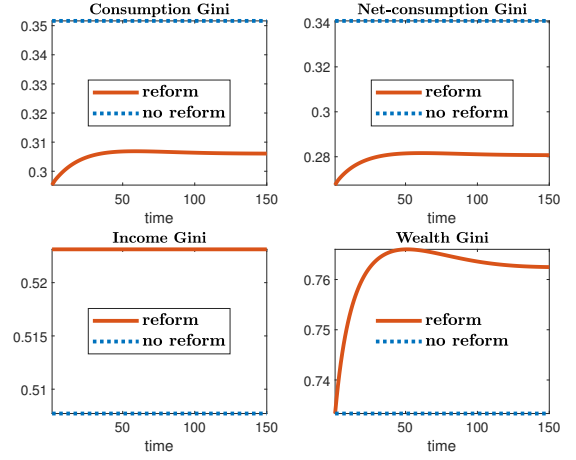 Consumption Gini
0.35
0.34
0.33
0.32
0.31
0.3
reform
no reform
50
100
150
time
Net-consumption Gini
0.34
0.3
0.28
reform
no reform
50
100
150
time
Income Gini
0.52
0.515
0.51
reform
no reform
50
100
150
time
Wealth Gini
0.76
0.75
0.74
reform
no reform
50
100
150
time